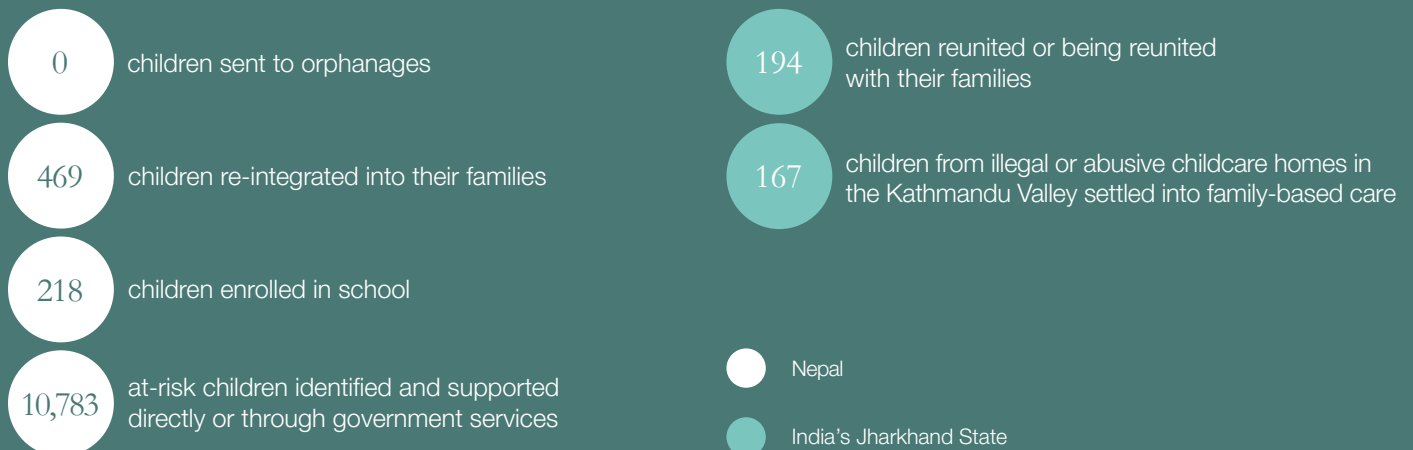 0
children sent to orphanages
469
children re-integrated into their families
218
children enrolled in school
10,783
at-risk children identified and supported
directly or through government services
194
children reunited or being reunited
with their families
167
children from illegal or abusive childcare homes in
the Kathmandu Valley settled into family-based care
Nepal
India's Jharkhand State